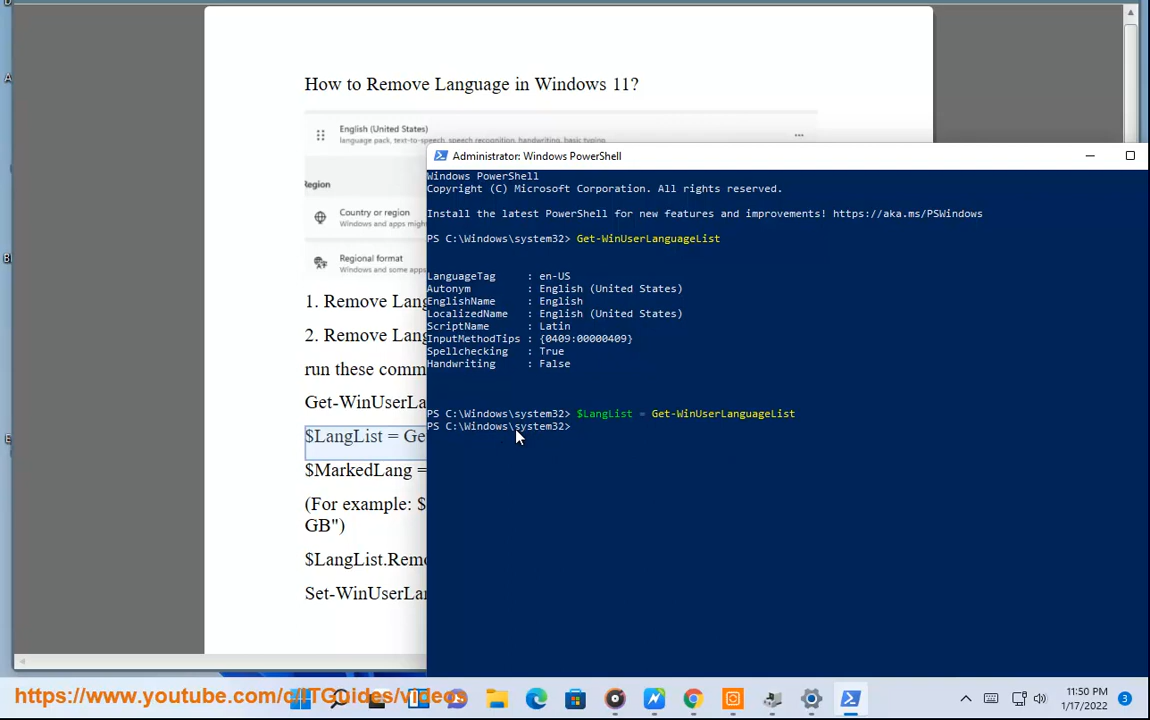 How to Remove Language in Windows 11?
English (United States)
language pack, text-to-speech, speech recognition, handwriting, basic typing
Region
Country or region
Windows and apps migh
Regional format
Windows and some apps
1. Remove Lang
2. Remove Lang
run these comm
Get-WinUserLa
$LangList = Ge
$MarkedLang =
(For example: $
GB")
$LangList.Remo
Set-WinUserLan
Administrator: Windows PowerShell
Windows PowerShell
Copyright (C) Microsoft Corporation. All rights reserved.
Install the latest PowerShell for new features and improvements! https://aka.ms/PSWindows
PS C:\Windows\system32> Get-WinUserLanguageList
LanguageTag : en-US
Autonym : English (United States)
EnglishName : English
LocalizedName : English (United States)
ScriptName : Latin
InputMethodTips : {0409:00000409}
Spellchecking : True
Handwriting : False
PS C:\Windows\system32> $LangList = Get-WinUserLanguageList
PS C:\Windows\system32>
https://www.youtube.com/c/ITGuides/videos
11:50 PM
1/17/2022
3